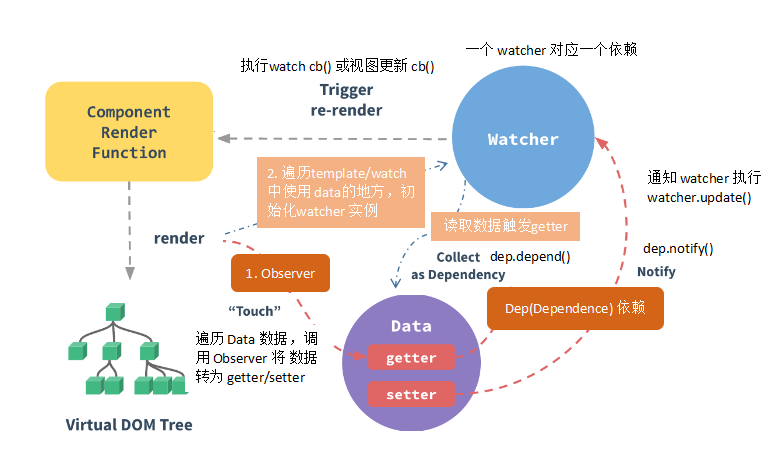 一个 watcher 对应一个依赖
执行watch cb() 或视图更新 cb()
Trigger
re-render
Component
Render
Function
Watcher
2. 遍历template/watch
中使用 data的地方，初
始化watcher 实例
通知 watcher 执行
watcher.update()
读取数据触发getter
render
dep.notify()
Collect
as Dependency
dep.depend()
Notify
1. Observer
“Touch”
Dep(Dependence) 依赖
Data
遍历 Data 数据，调
用 Observer 将 数据
转为 getter/setter
getter
setter
Virtual DOM Tree